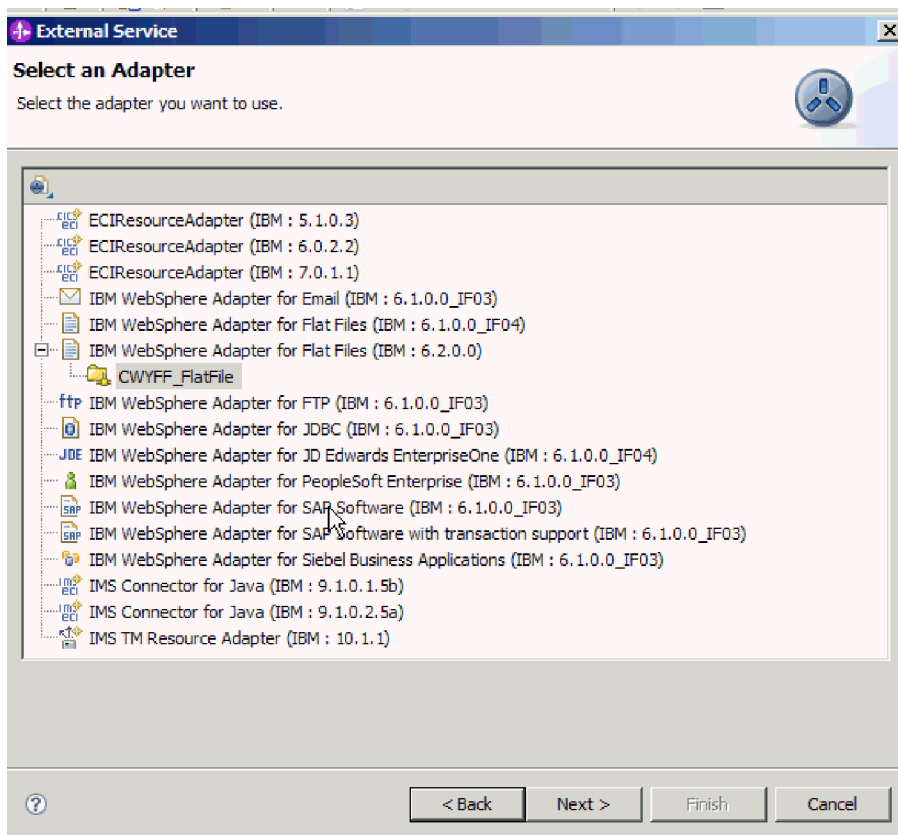 External Service
Select an Adapter
Select the adapter you want to use.
ECIResourceAdapter (IBM : 5.1.0.3)
ECIResourceAdapter (IBM : 6.0.2.2)
ECIResourceAdapter (IBM : 7.0.1.1)
IBM WebSphere Adapter for Email (IBM : 6.1.0.0_IF03)
IBM WebSphere Adapter for Flat Files (IBM : 6.1.0.0_IF04)
IBM WebSphere Adapter for Flat Files (IBM : 6.2.0.0)
CWYFF_FlatFile
ftp IBM WebSphere Adapter for FTP (IBM : 6.1.0.0_IF03)
IBM WebSphere Adapter for JDBC (IBM : 6.1.0.0_IF03)
JDE IBM WebSphere Adapter for JD Edwards EnterpriseOne (IBM : 6.1.0.0_IF04)
IBM WebSphere Adapter for PeopleSoft Enterprise (IBM : 6.1.0.0_IF03)
SAP IBM WebSphere Adapter for SAP Software (IBM : 6.1.0.0_IF03)
SAP IBM WebSphere Adapter for SAP Software with transaction support (IBM : 6.1.0.0_IF03)
IBM WebSphere Adapter for Siebel Business Applications (IBM : 6.1.0.0_IF03)
IMS Connector for Java (IBM : 9.1.0.1.5b)
IMS Connector for Java (IBM : 9.1.0.2.5a)
IMS TM Resource Adapter (IBM : 10.1.1)
? < Back Next > Finish Cancel